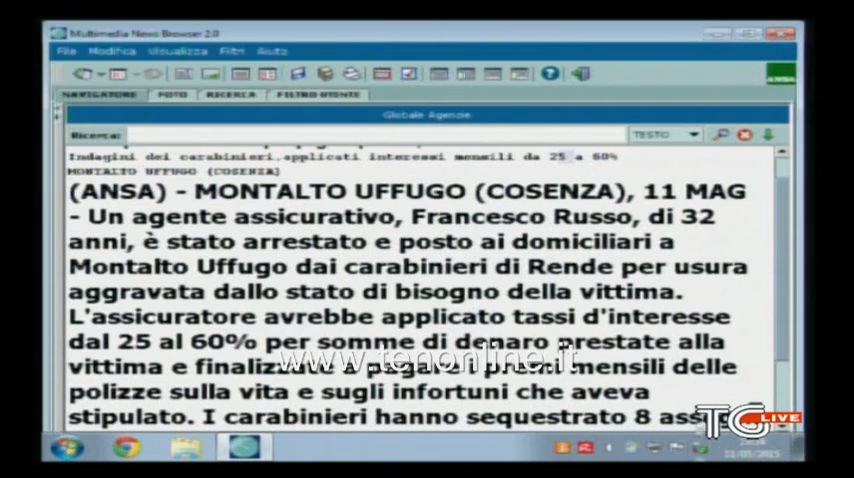 Multimedia News Browser 2.0
File Modifica Visualizza Filtri Aiuto
ANSA
NAVIGATORE FOTO RICERCA FILTRO UTENTE
Globale Agenzie
Ricerca: TESTO
Indagini dei carabinieri,applicati interessi mensili da 25 a 60%
MONTALTO UFFUGO (COSENZA)
(ANSA) - MONTALTO UFFUGO (COSENZA), 11 MAG
- Un agente assicurativo, Francesco Russo, di 32
anni, è stato arrestato e posto ai domiciliari a
Montalto Uffugo dai carabinieri di Rende per usura
aggravata dallo stato di bisogno della vittima.
L'assicuratore avrebbe applicato tassi d'interesse
dal 25 al 60% per somme di denaro prestate alla
vittima e finalizzate a pagare i premi mensili delle
www.tenonline.it
polizze sulla vita e sugli infortuni che aveva
stipulato. I carabinieri hanno sequestrato 8
TG LIVE
11/05/2015